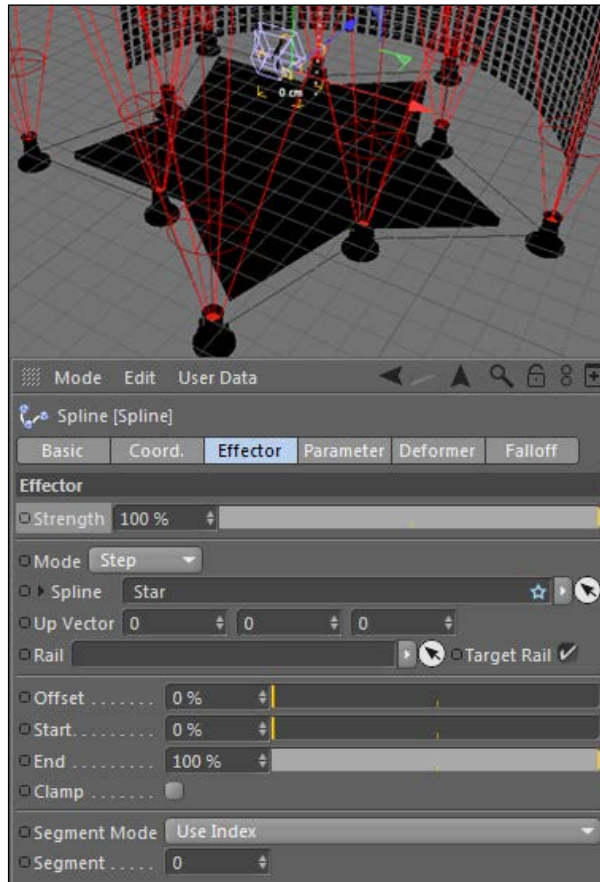 0 cm
Mode Edit User Data
Spline [Spline]
Basic Coord. Effector Parameter Deformer Falloff
Effector
Strength 100 %
Mode Step
Spline Star
Up Vector 0 0 0
Rail Target Rail
Offset . . . . . . . 0 %
Start. . . . . . . . 0 %
End . . . . . . . . . 100 %
Clamp . . . . . . .
Segment Mode Use Index
Segment . . . . . 0